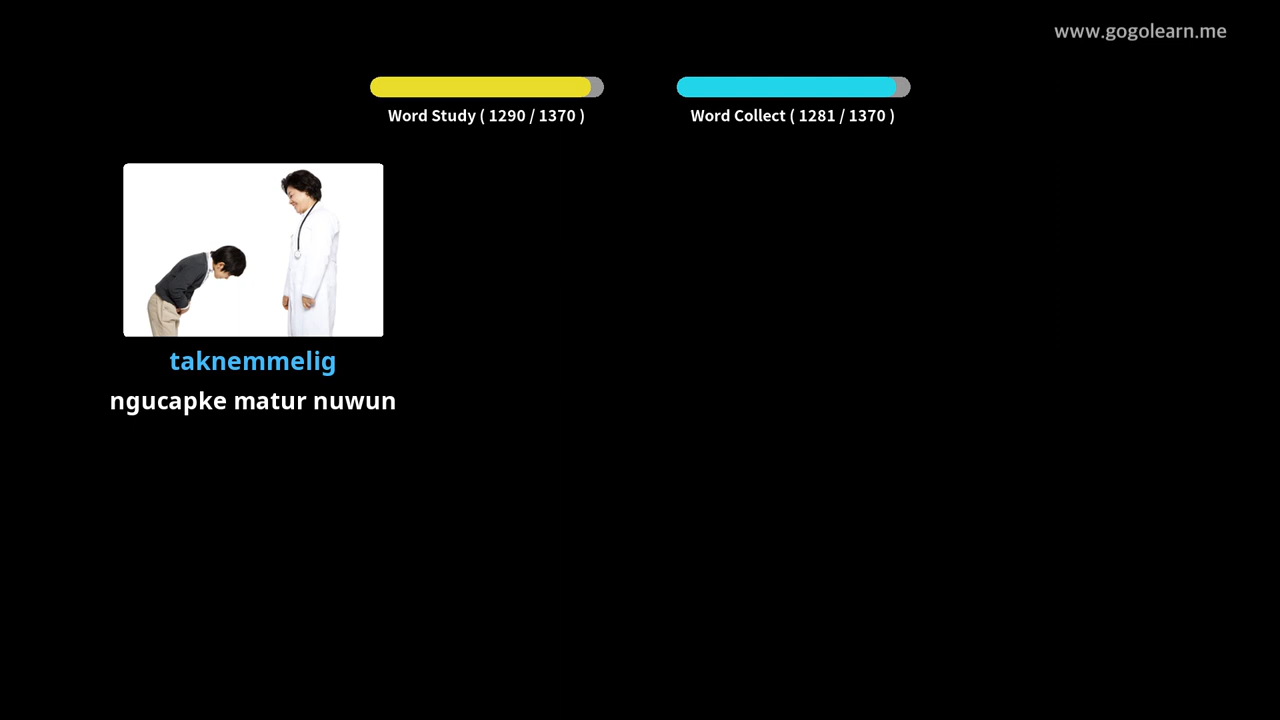 www.gogolearn.me
Word Study ( 1290 / 1370 )
Word Collect ( 1281 / 1370 )
taknemmelig
ngucapke matur nuwun